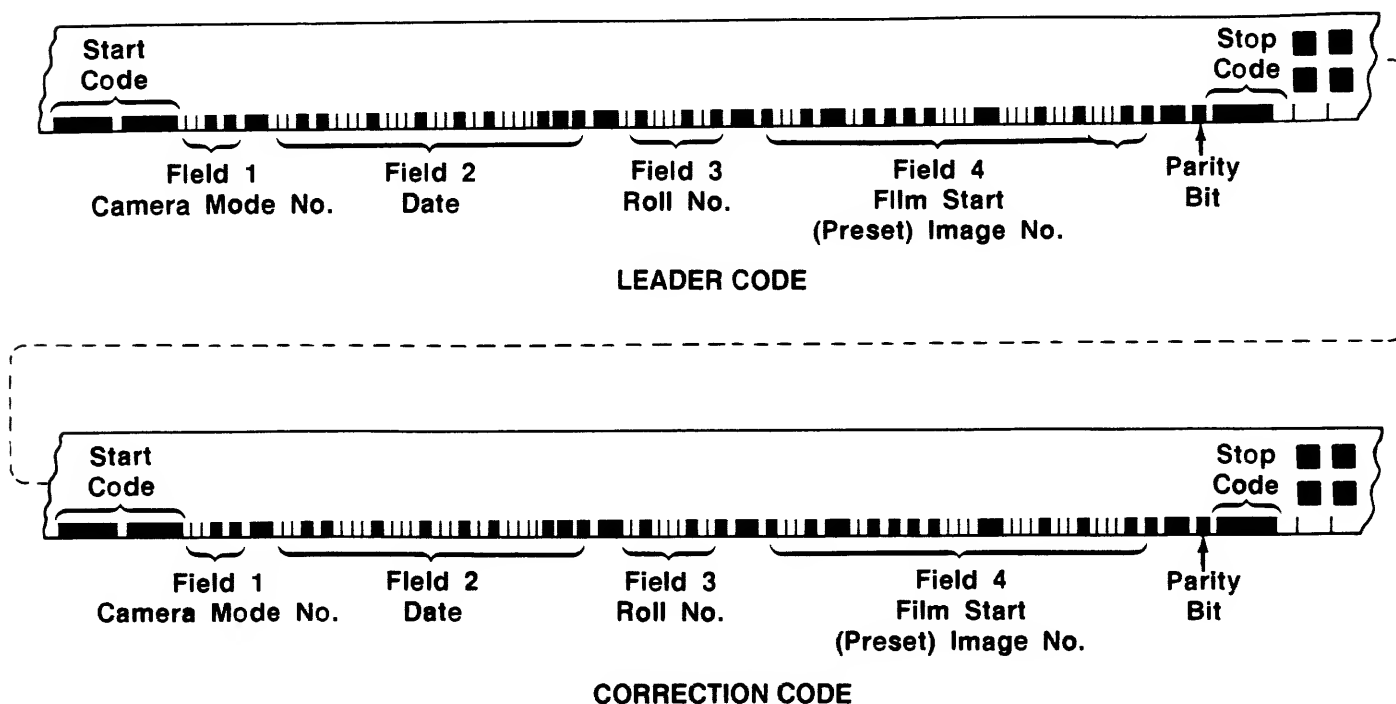 Start
Code
Stop
Code
Field 1
Camera Mode No.
Field 2
Date
Field 3
Roll No.
Field 4
Film Start
(Preset) Image No.
Parity
Bit
LEADER CODE
Start
Code
Stop
Code
Field 1
Camera Mode No.
Field 2
Date
Field 3
Roll No.
Field 4
Film Start
(Preset) Image No.
Parity
Bit
CORRECTION CODE